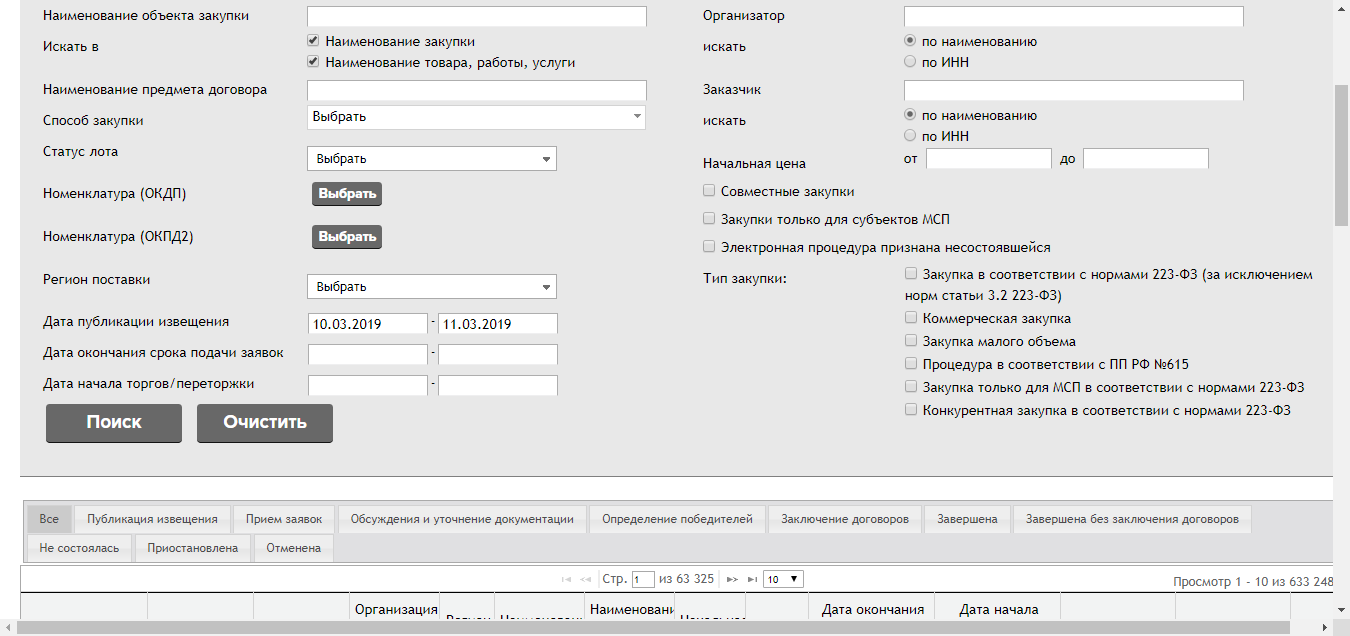 Наименование объекта закупки
Организатор
Искать в
Наименование закупки
искать
по наименованию
Наименование товара, работы, услуги
по ИНН
Наименование предмета договора
Заказчик
Способ закупки
Выбрать
искать
по наименованию
по ИНН
Статус лота
Выбрать
Начальная цена
от
до
Номенклатура (ОКДП)
Выбрать
Совместные закупки
Закупки только для субъектов МСП
Номенклатура (ОКПД2)
Выбрать
Электронная процедура признана несостоявшейся
Регион поставки
Выбрать
Тип закупки:
Закупка в соответствии с нормами 223-ФЗ (за исключением
норм статьи 3.2 223-ФЗ)
Дата публикации извещения
10.03.2019
-
11.03.2019
Коммерческая закупка
Закупка малого объема
Дата окончания срока подачи заявок
-
Процедура в соответствии с ПП РФ №615
Дата начала торгов/переторжки
-
Закупка только для МСП в соответствии с нормами 223-ФЗ
Конкурентная закупка в соответствии с нормами 223-ФЗ
Поиск
Очистить
Все
Публикация извещения
Прием заявок
Обсуждения и уточнение документации
Определение победителей
Заключение договоров
Завершена
Завершена без заключения договоров
Не состоялась
Приостановлена
Отменена
Стр. 1 из 63 325
10
Просмотр 1 - 10 из 633 248
Организация
Наименовани
Дата окончания
Дата начала